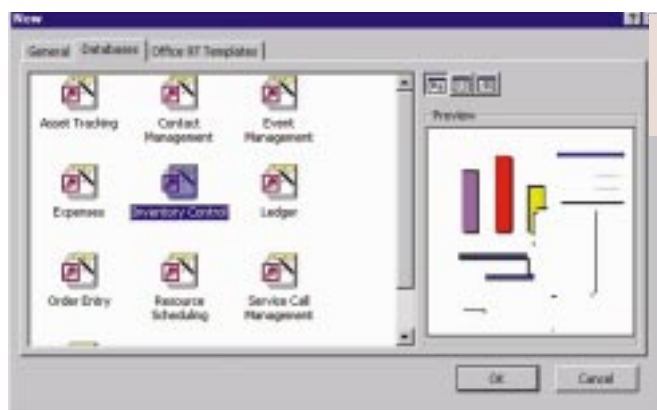 New
General Databases Office 97 Templates
Asset Tracking Contact Management Event Management
Expenses Inventory Control Ledger
Order Entry Resource Scheduling Service Call Management
Preview
OK Cancel